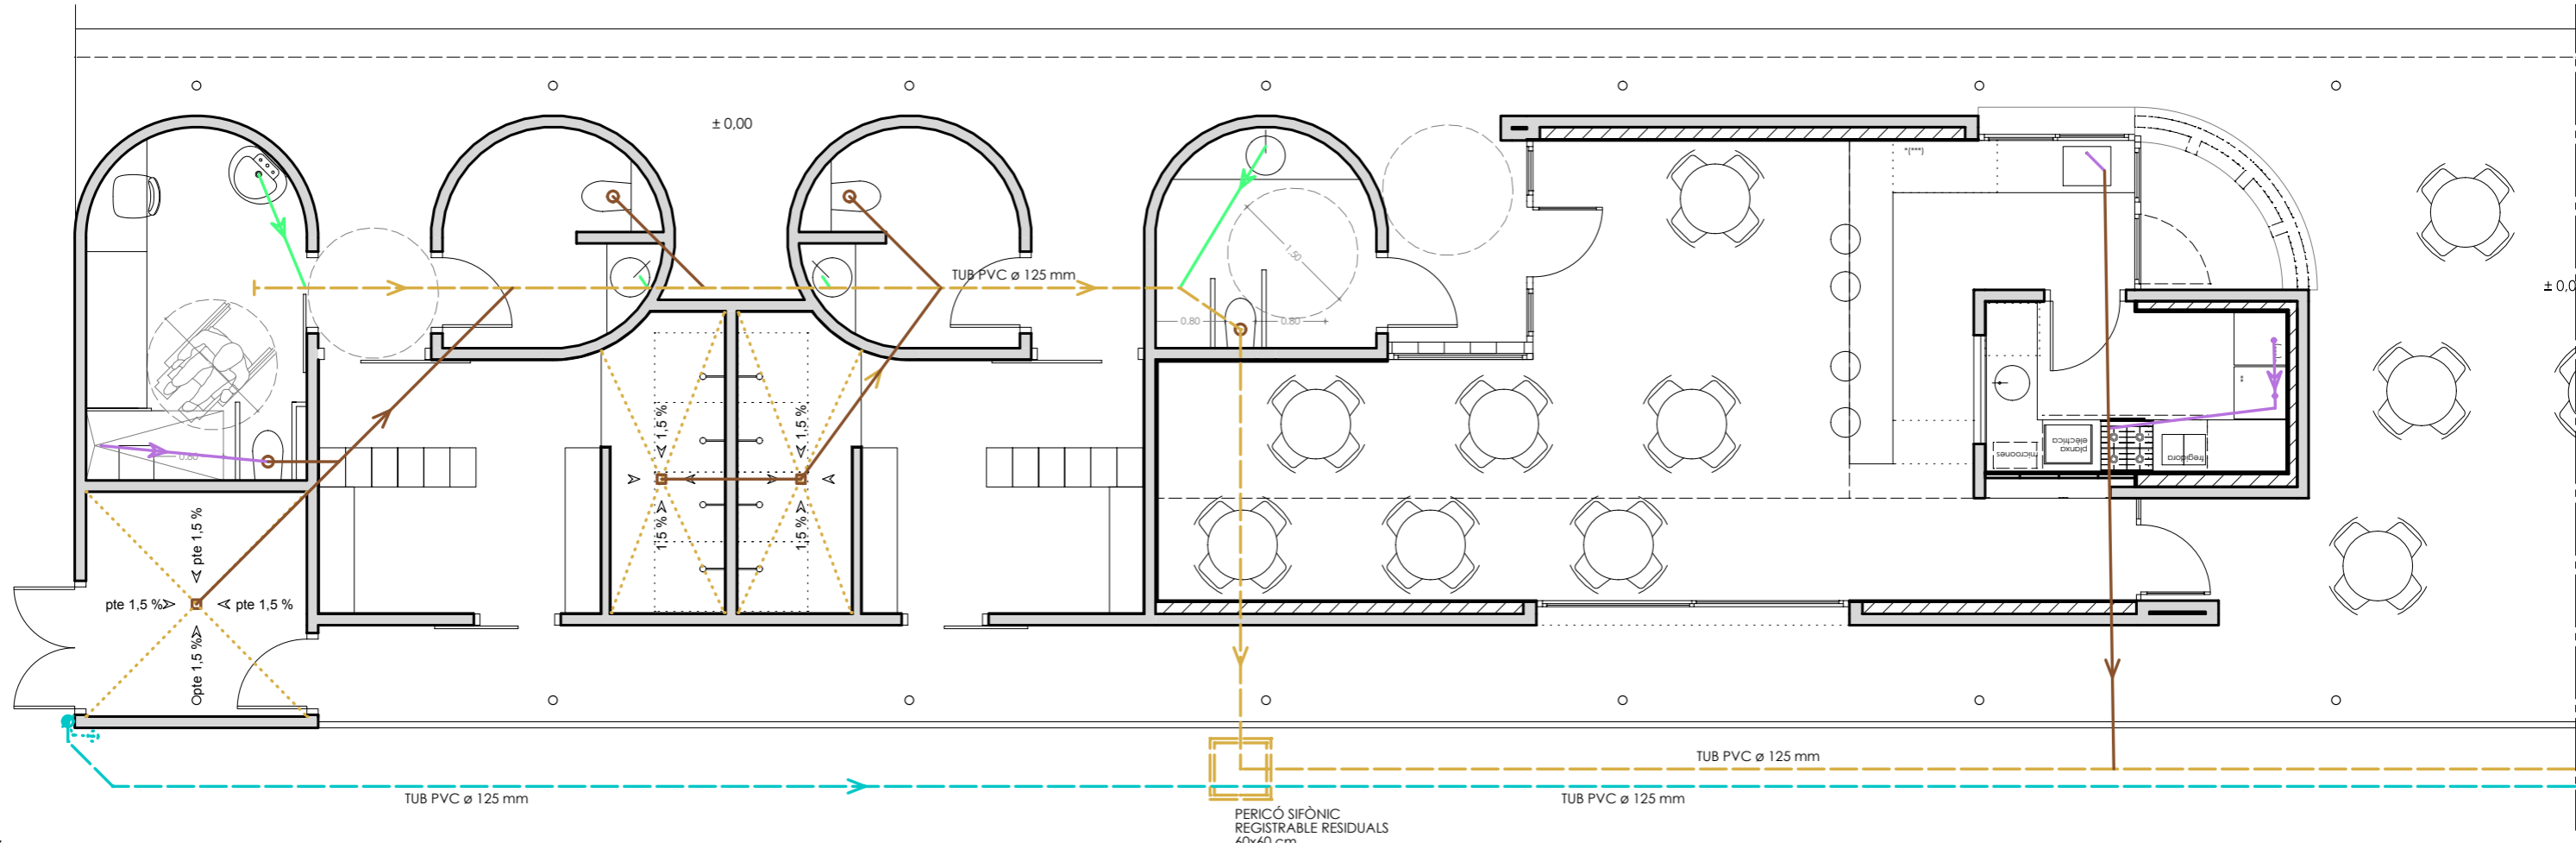 ± 0,00
TUB PVC ø 125 mm
1.50
± 0,0
0.80
0.80
0.80
1,5 %
1,5 %
1,5 %
1,5 %
microones
planxa
elèctrica
fregidora
pte 1,5 %
pte 1,5 %
pte 1,5 %
pte 1,5 %
TUB PVC ø 125 mm
TUB PVC ø 125 mm
TUB PVC ø 125 mm
PERICÓ SIFÒNIC
REGISTRABLE RESIDUALS
60x60 cm